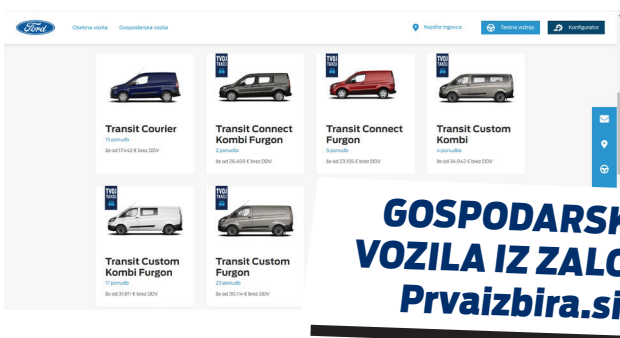 Ford
Osebna vozila Gospodarska vozila
Najdite trgovca
Testna vožnja
Konfigurator
Transit Courier
11 ponudb
že od 17.442 € brez DDV
TVOJ
TAKOJ
Transit Connect
Kombi Furgon
2 ponudbi
že od 26.459 € brez DDV
TVOJ
TAKOJ
Transit Connect
Furgon
5 ponudb
že od 23.155 € brez DDV
TVOJ
TAKOJ
Transit Custom
Kombi
4 ponudbe
že od 34.942 € brez DDV
TVOJ
TAKOJ
Transit Custom
Kombi Furgon
17 ponudb
že od 31.811 € brez DDV
TVOJ
TAKOJ
Transit Custom
Furgon
23 ponudb
že od 30.114 € brez DDV
GOSPODARSK
VOZILA IZ ZALO
Prvaizbira.si